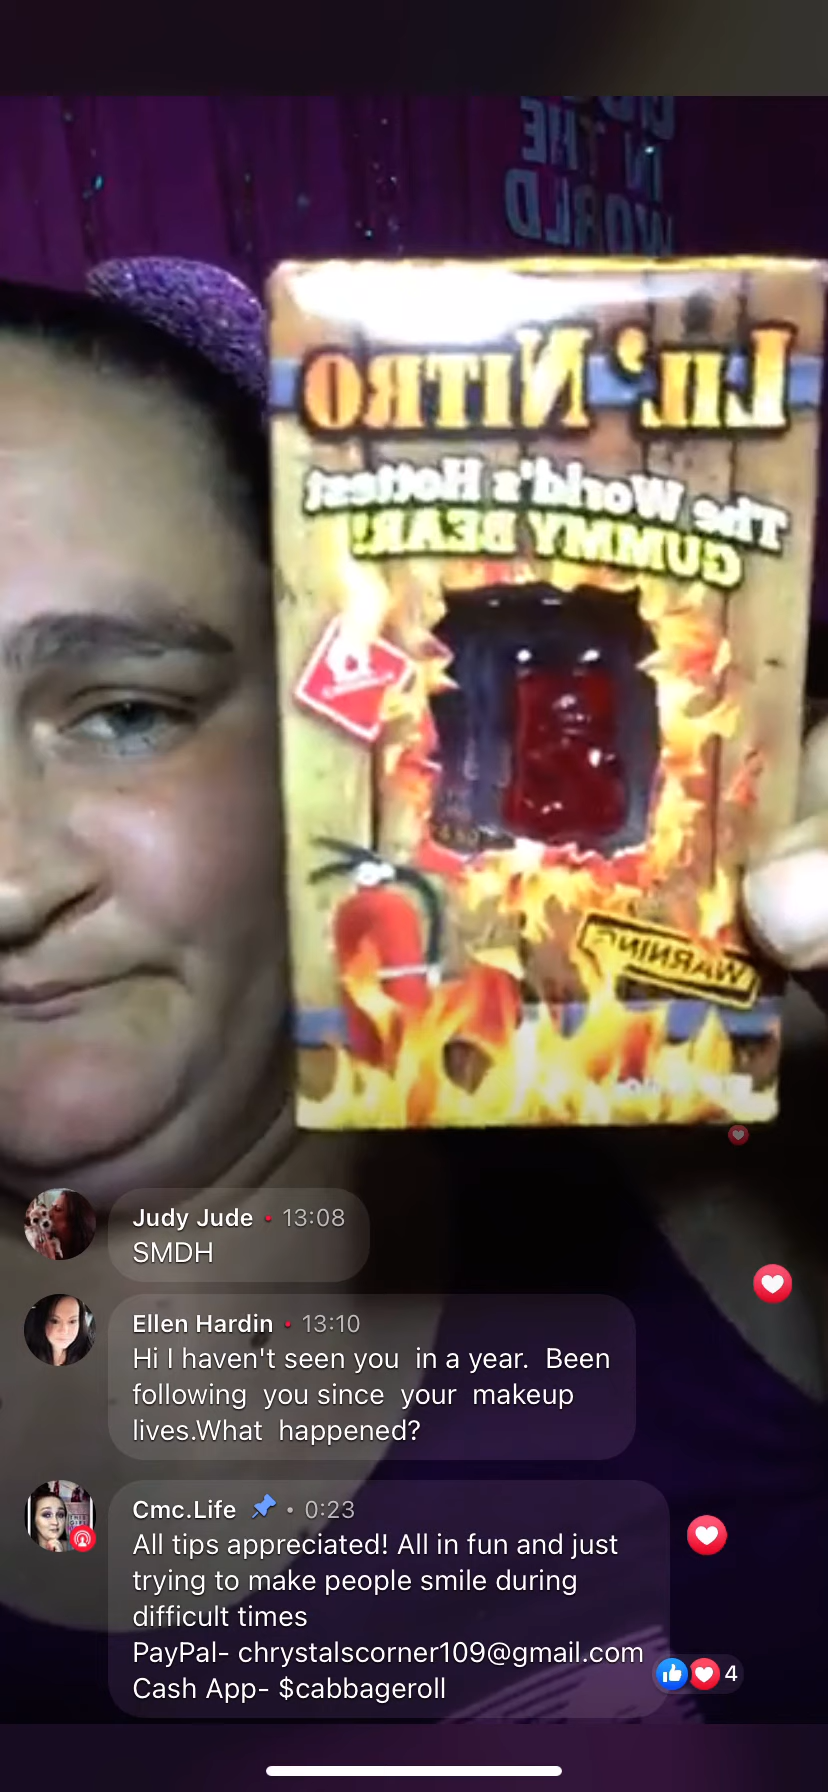 IN THE
WORLD
LIL' NITRO
The World's Hottest
GUMMY BEAR!
WARNING
Judy Jude • 13:08
SMDH
Ellen Hardin • 13:10
Hi I haven't seen you in a year. Been
following you since your makeup
lives.What happened?
Cmc.Life • 0:23
All tips appreciated! All in fun and just
trying to make people smile during
difficult times
PayPal- chrystalscorner109@gmail.com
Cash App- $cabbageroll
4